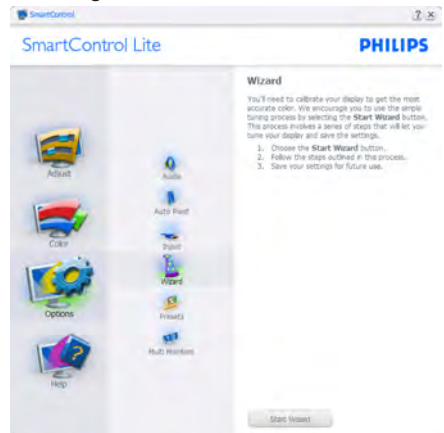 SmartControl
? x
SmartControl Lite
PHILIPS
Wizard
You'll need to calibrate your display to get the most
accurate color. We encourage you to use the simple
tuning process by selecting the Start Wizard button.
This process involves a series of steps that will let you
tune your display and save the settings.
1. Choose the Start Wizard button.
2. Follow the steps outlined in the process.
3. Save your settings for future use.
Adjust
Color
Options
Help
Audio
Auto Pivot
Input
Wizard
Presets
Multi Monitors
Start Wizard